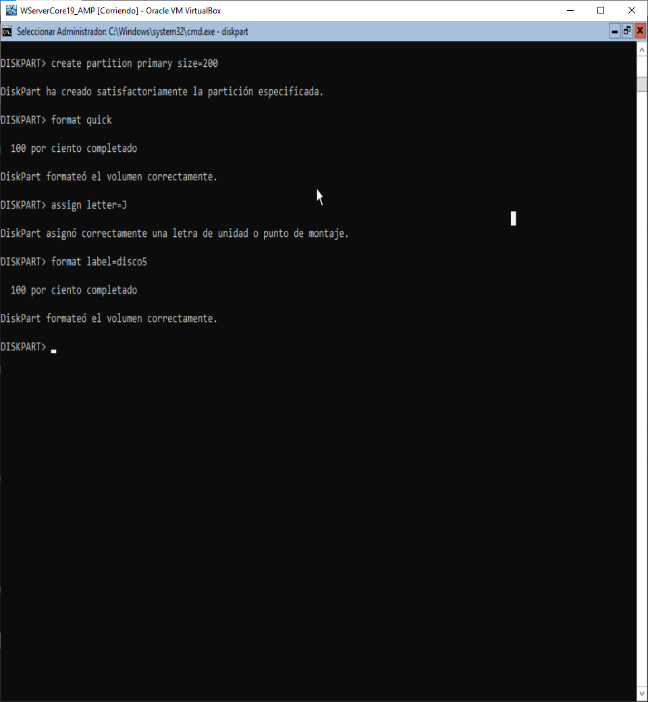 WServerCore19_AMP [Corriendo] - Oracle VM VirtualBox
Seleccionar Administrador: C:\Windows\system32\cmd.exe - diskpart
DISKPART> create partition primary size=200
DiskPart ha creado satisfactoriamente la partición especificada.
DISKPART> format quick
100 por ciento completado
DiskPart formateó el volumen correctamente.
DISKPART> assign letter=J
DiskPart asignó correctamente una letra de unidad o punto de montaje.
DISKPART> format label=disco5
100 por ciento completado
DiskPart formateó el volumen correctamente.
DISKPART>